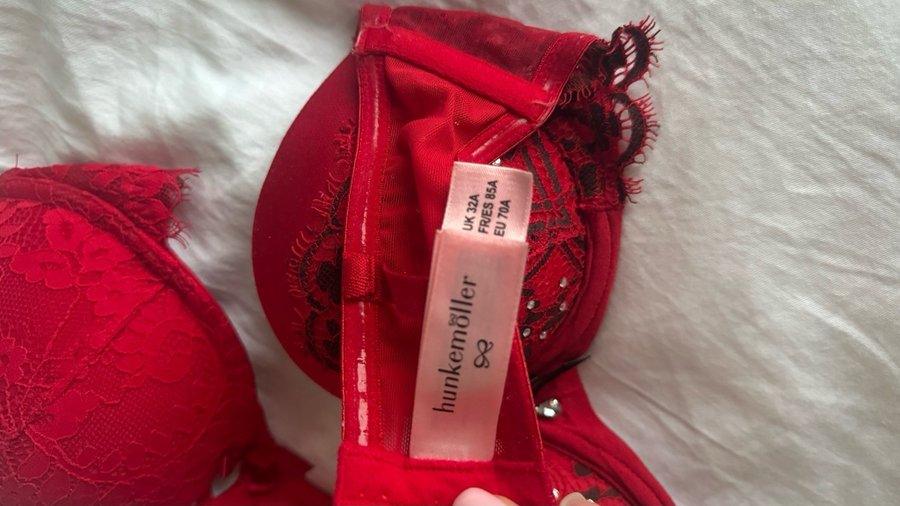 UK 32A
FR/ES 85A
EU 70A
hunkemöller